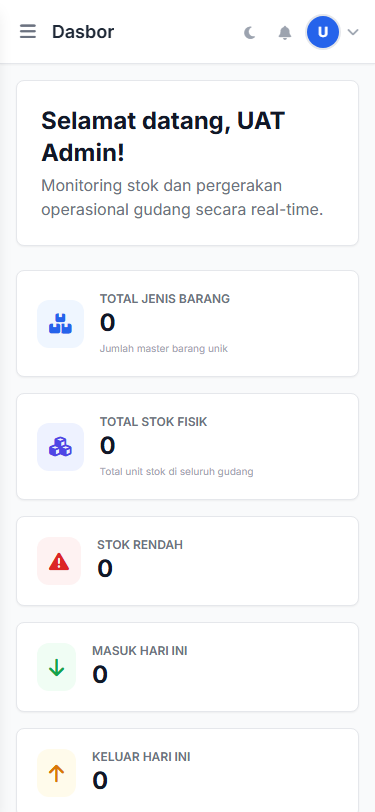 Dasbor
U
Selamat datang, UAT
Admin!
Monitoring stok dan pergerakan
operasional gudang secara real-time.
TOTAL JENIS BARANG
0
Jumlah master barang unik
TOTAL STOK FISIK
0
Total unit stok di seluruh gudang
STOK RENDAH
0
MASUK HARI INI
0
KELUAR HARI INI
0